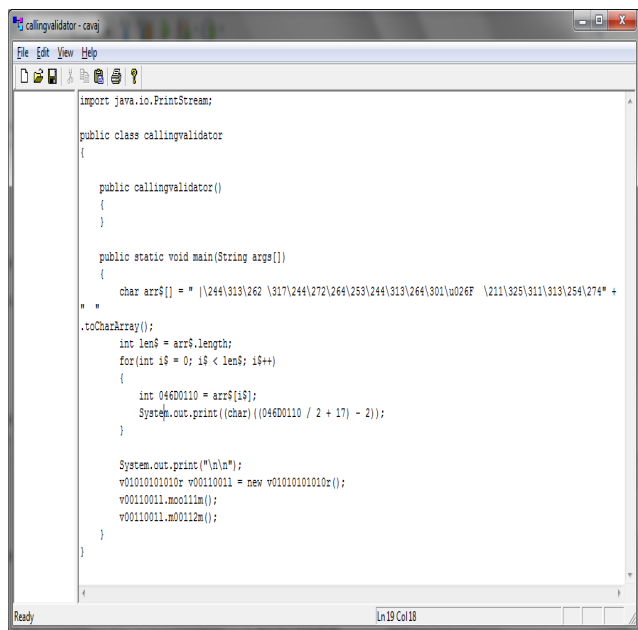 callingvalidator - cavaj
File Edit View Help
import java.io.PrintStream;
public class callingvalidator
{
public callingvalidator()
{
}
public static void main(String args[])
{
char arr$[] = " |\244\313\262 \317\244\272\264\253\244\313\264\301\u026F  \211\325\311\313\254\274" +
"  "
.toCharArray();
int len$ = arr$.length;
for(int i$ = 0; i$ < len$; i$++)
{
int 046D0110 = arr$[i$];
System.out.print((char)((046D0110 / 2 + 17) - 2));
}
System.out.print("\n\n");
v01010101010r v0011001l = new v01010101010r();
v0011001l.moo111m();
v0011001l.m00112m();
}
}
Ready
Ln 19 Col 18